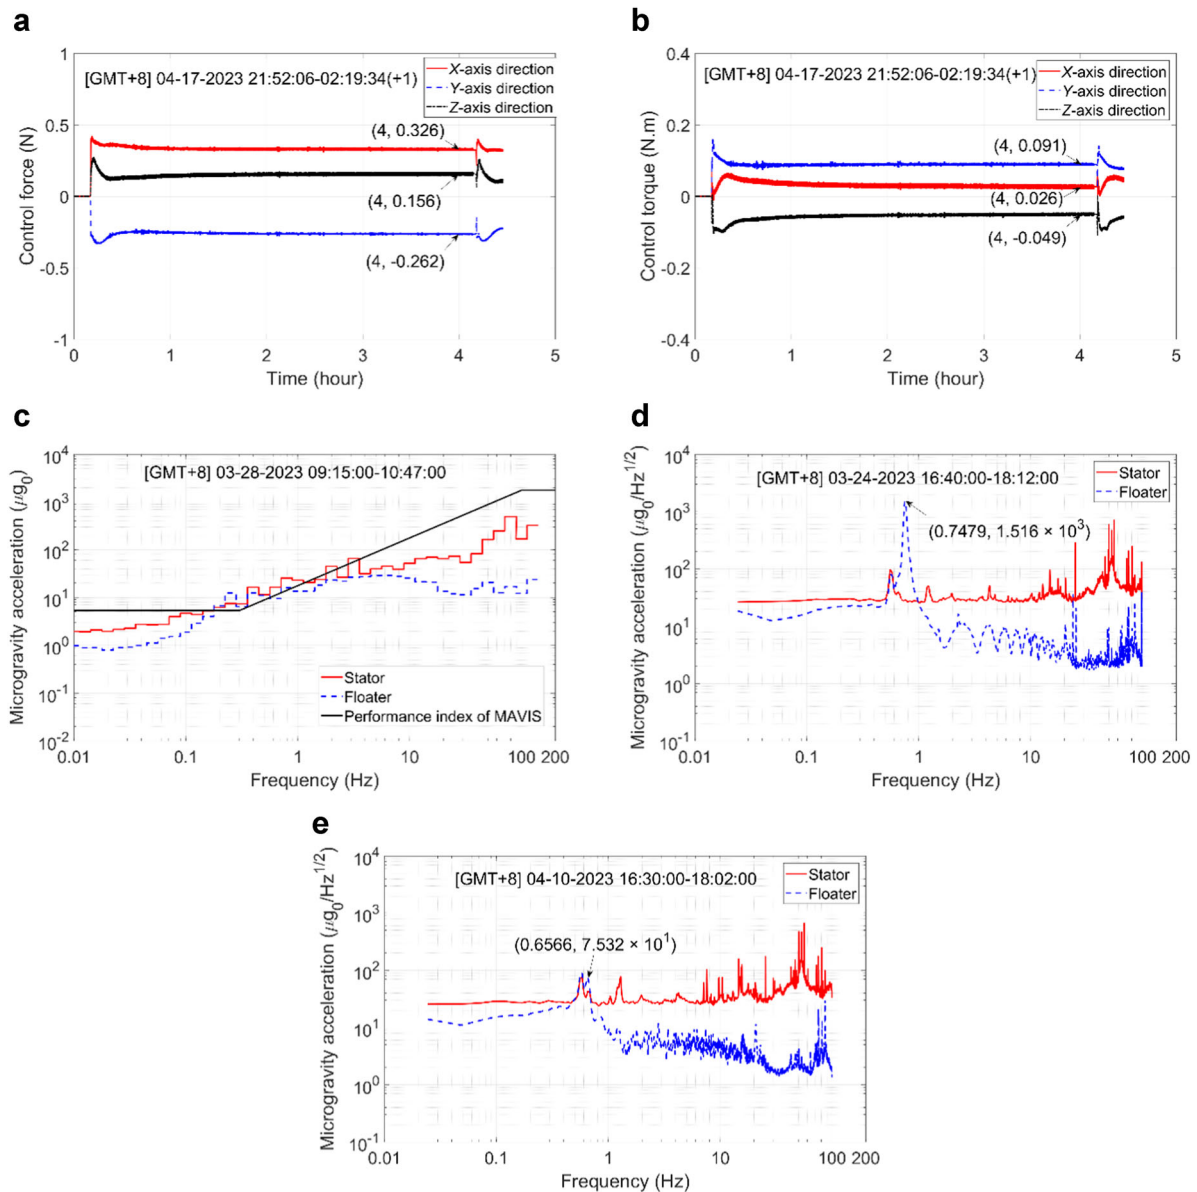 a
[GMT+8] 04-17-2023 21:52:06-02:19:34(+1)
X-axis direction
Y-axis direction
Z-axis direction
(4, 0.326)
(4, 0.156)
(4, -0.262)
1
0.5
0
-0.5
-1
Control force (N)
0 1 2 3 4 5
Time (hour)
b
[GMT+8] 04-17-2023 21:52:06-02:19:34(+1)
X-axis direction
Y-axis direction
Z-axis direction
(4, 0.091)
(4, 0.026)
(4, -0.049)
0.4
0.2
0
-0.2
-0.4
Control torque (N.m)
0 1 2 3 4 5
Time (hour)
c
[GMT+8] 03-28-2023 09:15:00-10:47:00
Stator
Floater
Performance index of MAVIS
10^4
10^3
10^2
10^1
10^0
10^-1
10^-2
Microgravity acceleration (μg0)
0.01 0.1 1 10 100 200
Frequency (Hz)
d
[GMT+8] 03-24-2023 16:40:00-18:12:00
Stator
Floater
(0.7479, 1.516 × 10^3)
10^4
10^3
10^2
10^1
10^0
10^-1
Microgravity acceleration (μg0/Hz^1/2)
0.01 0.1 1 10 100 200
Frequency (Hz)
e
[GMT+8] 04-10-2023 16:30:00-18:02:00
Stator
Floater
(0.6566, 7.532 × 10^1)
10^4
10^3
10^2
10^1
10^0
10^-1
Microgravity acceleration (μg0/Hz^1/2)
0.01 0.1 1 10 100 200
Frequency (Hz)